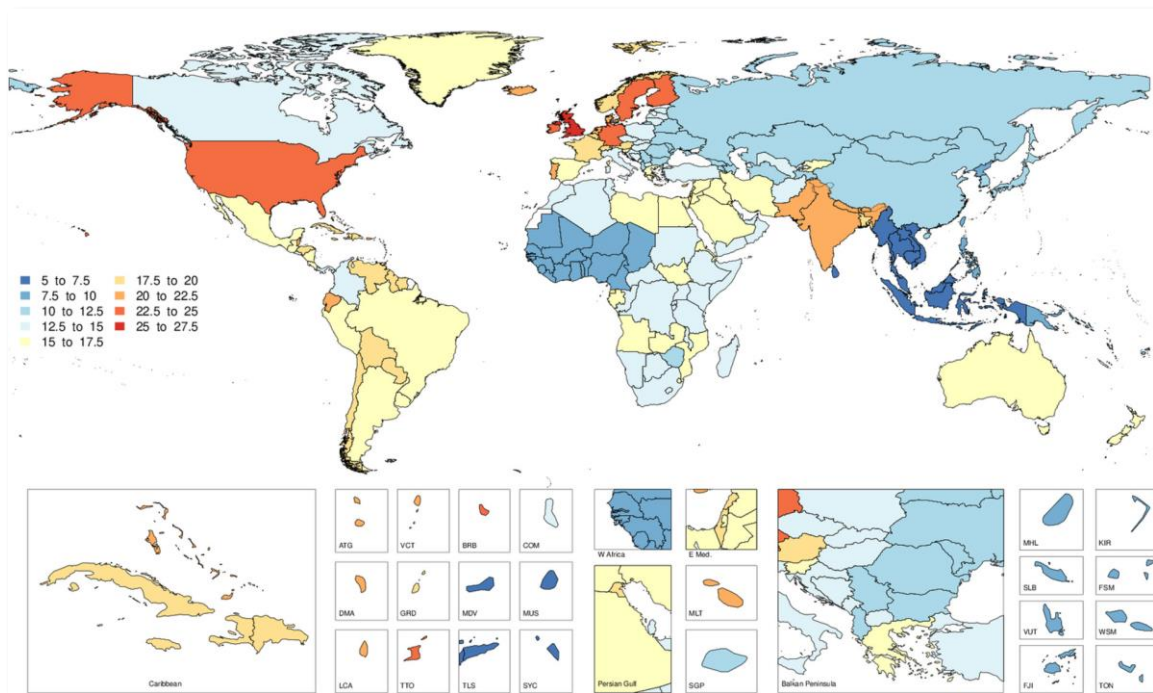 5 to 7.5
7.5 to 10
10 to 12.5
12.5 to 15
15 to 17.5
17.5 to 20
20 to 22.5
22.5 to 25
25 to 27.5
Caribbean
ATG
VCT
BRB
COM
DMA
GRD
MDV
MUS
LCA
TTO
TLS
SYC
W Africa
E Med.
Persian Gulf
MLT
SGP
Balkan Peninsula
MHL
KIR
SLB
FSM
VUT
WSM
FJI
TON